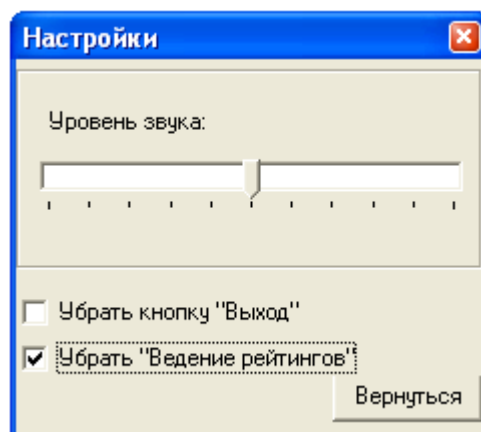 Настройки
Уровень звука:
Убрать кнопку "Выход"
Убрать "Ведение рейтингов"
Вернуться